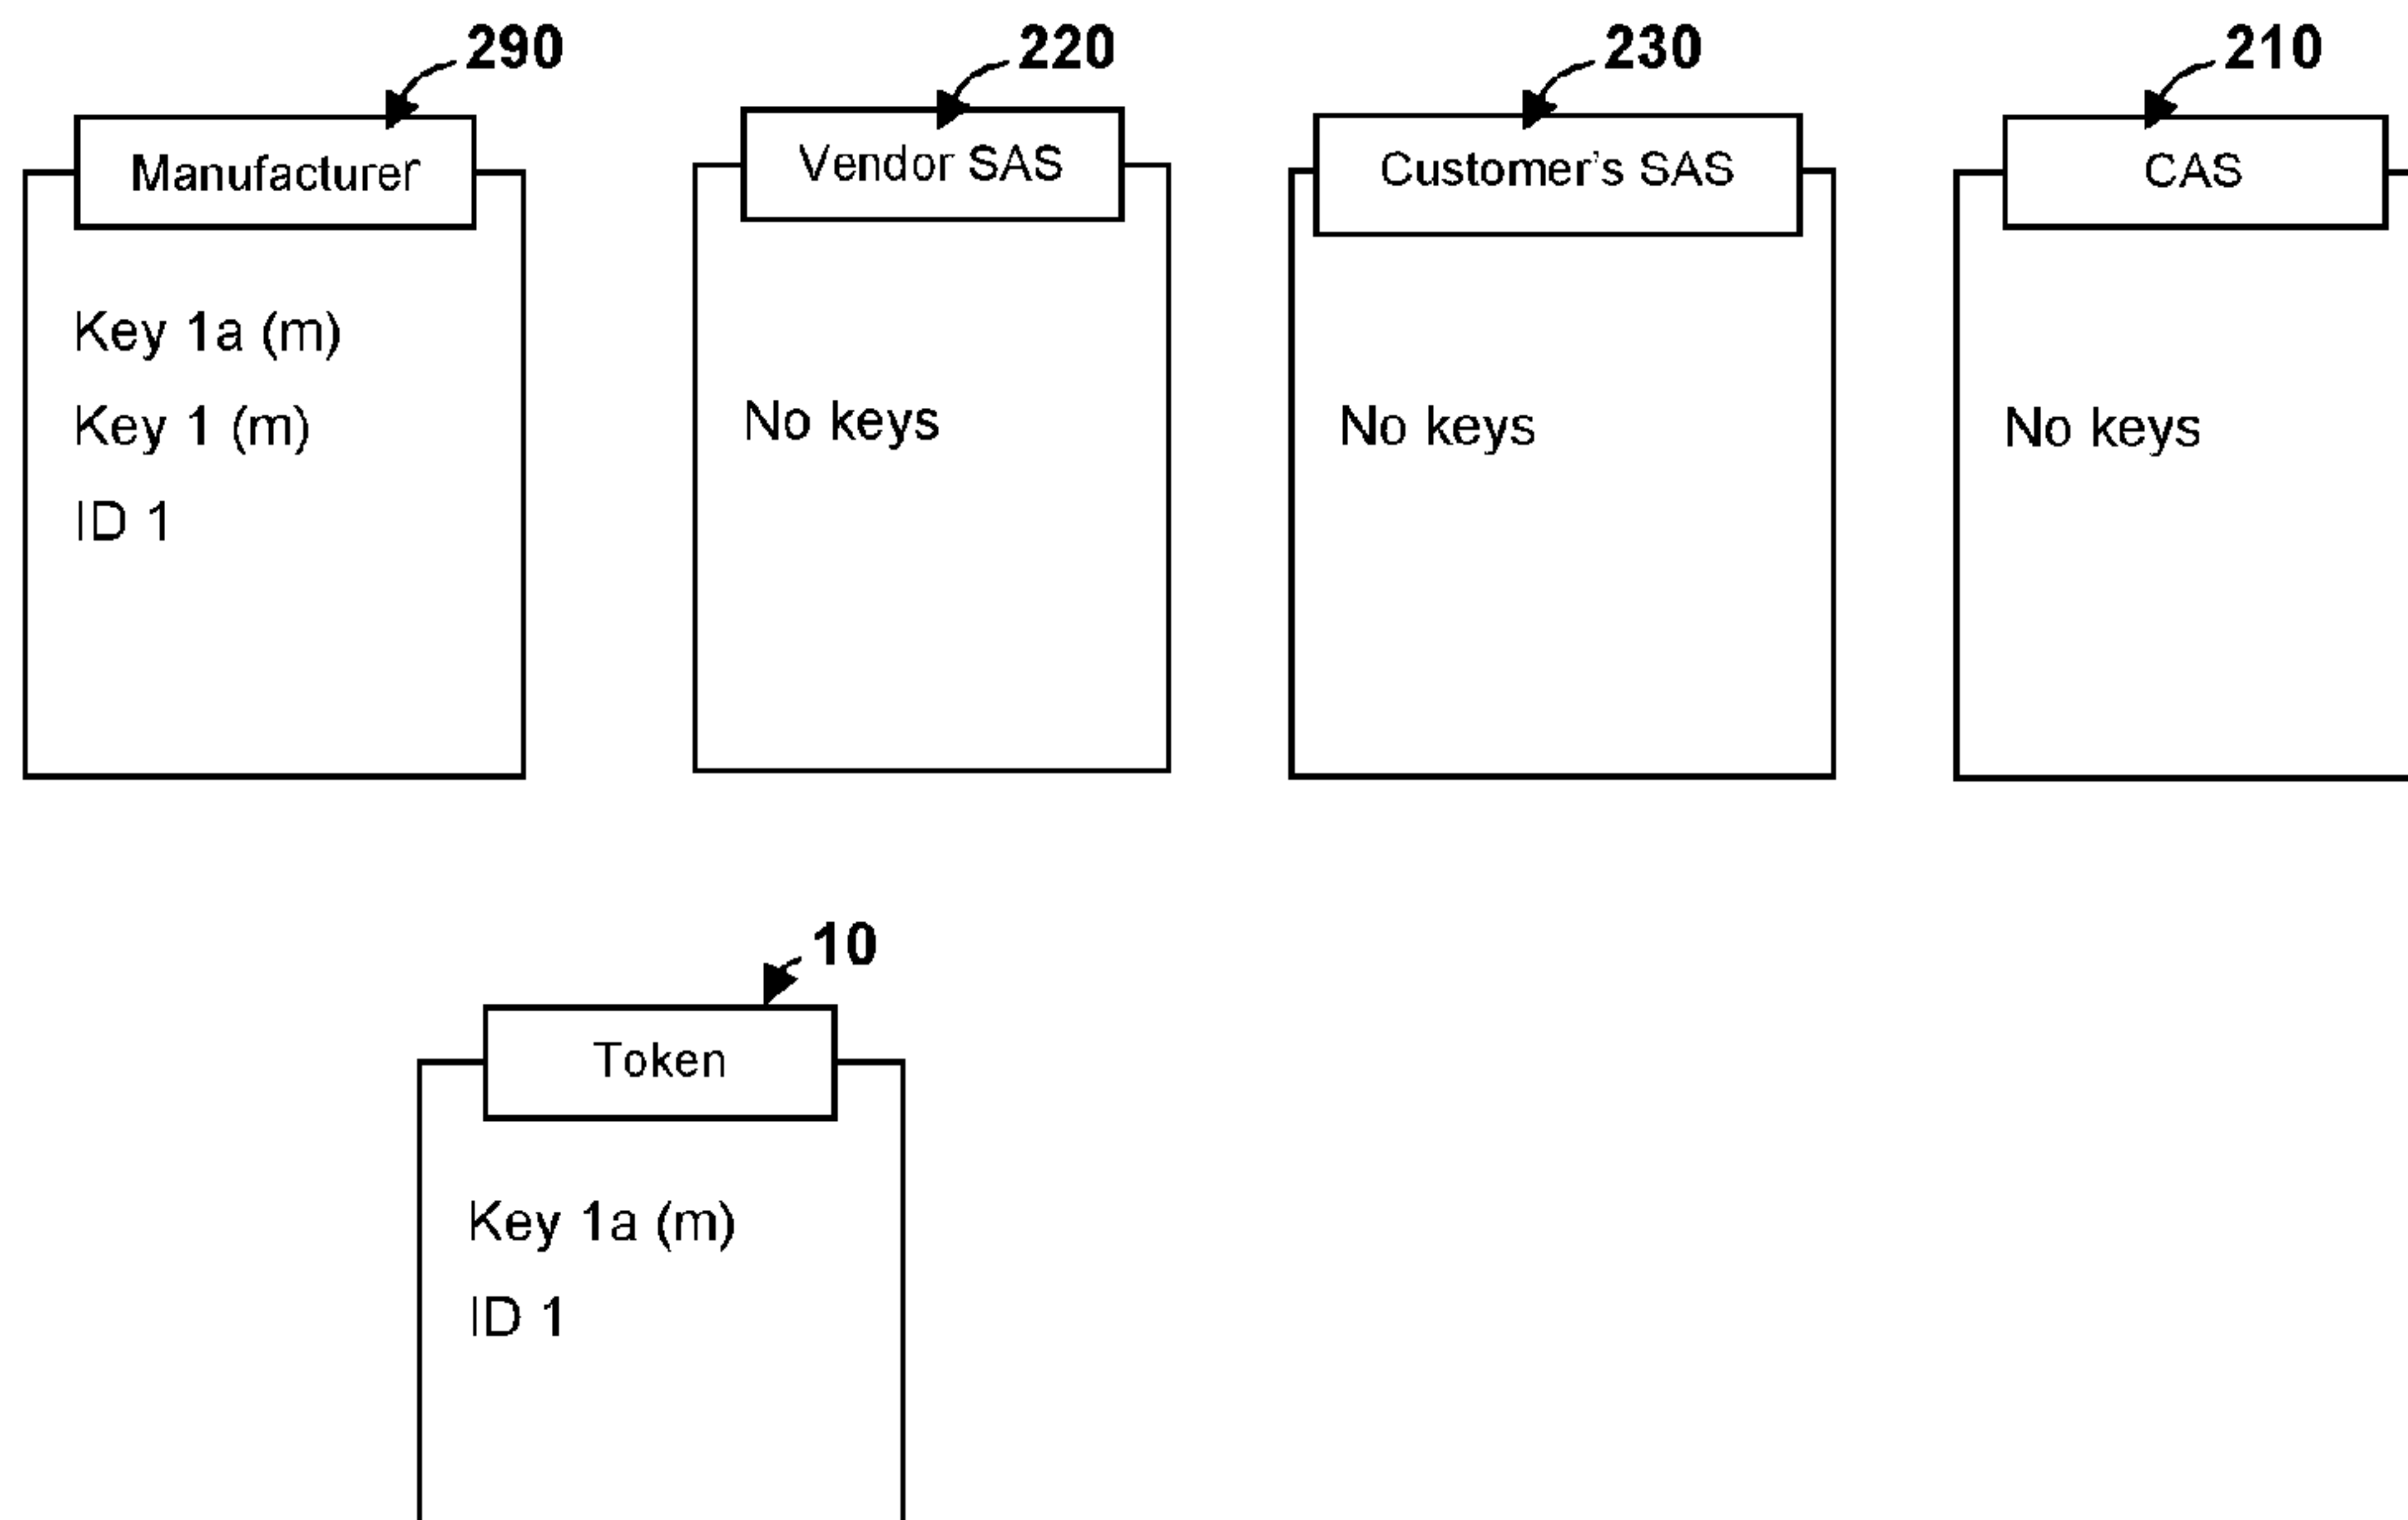 290
220
230
210
Manufacturer
Vendor SAS
Customer's SAS
CAS
Key 1a (m)
Key 1 (m)
ID 1
No keys
No keys
No keys
10
Token
Key 1a (m)
ID 1